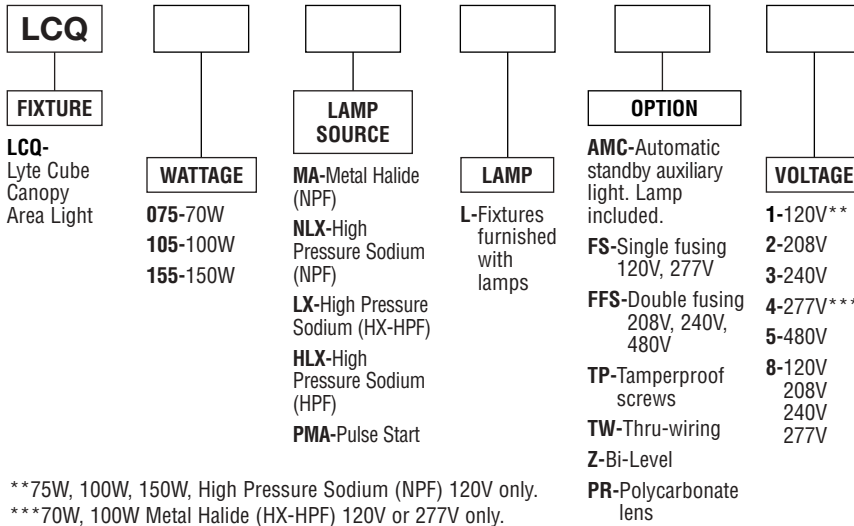 LCQ
FIXTURE
LCQ-
Lyte Cube
Canopy
Area Light
WATTAGE
075-70W
105-100W
155-150W
LAMP
SOURCE
MA-Metal Halide
(NPF)
NLX-High
Pressure Sodium
(NPF)
LX-High Pressure
Sodium (HX-HPF)
HLX-High
Pressure Sodium
(HPF)
PMA-Pulse Start
LAMP
L-Fixtures
furnished
with
lamps
OPTION
AMC-Automatic
standby auxiliary
light. Lamp
included.
FS-Single fusing
120V, 277V
FFS-Double fusing
208V, 240V,
480V
TP-Tamperproof
screws
TW-Thru-wiring
Z-Bi-Level
PR-Polycarbonate
lens
VOLTAGE
1-120V**
2-208V
3-240V
4-277V***
5-480V
8-120V
208V
240V
277V
**75W, 100W, 150W, High Pressure Sodium (NPF) 120V only.
***70W, 100W Metal Halide (HX-HPF) 120V or 277V only.